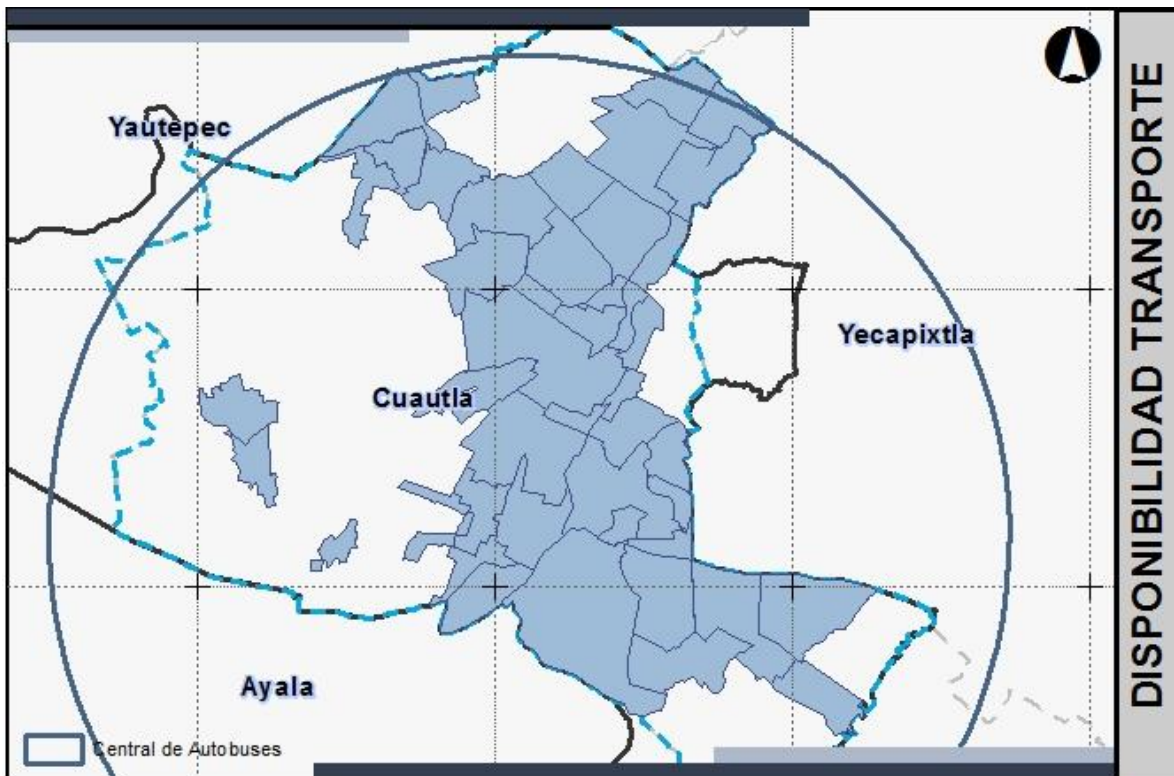 Yautepec
Yecapixtla
Cuautla
Ayala
Central de Autobuses
DISPONIBILIDAD TRANSPORTE